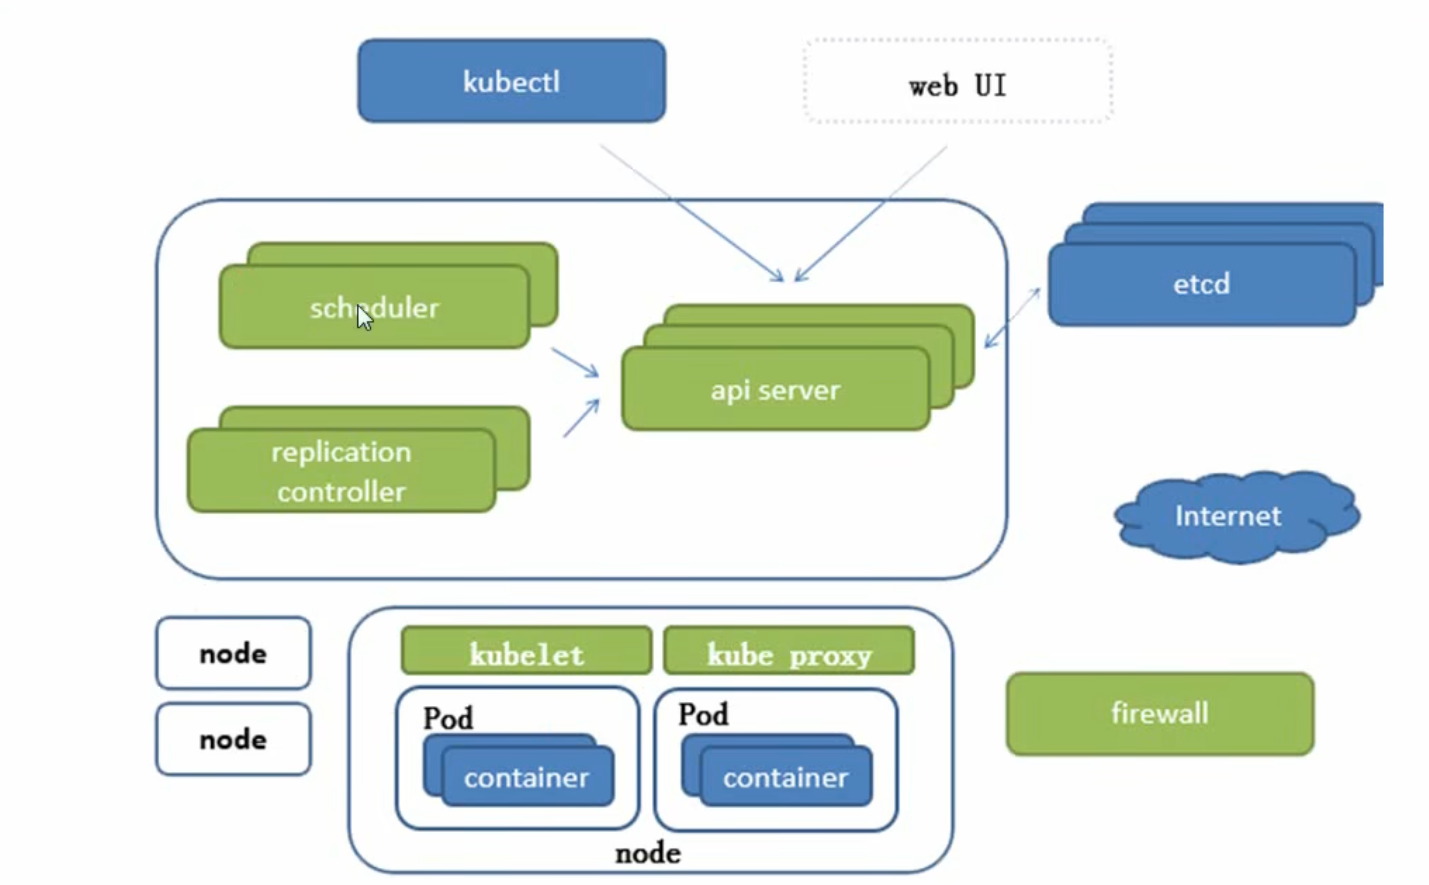 kubectl
web UI
scheduler
etcd
api server
replication
controller
Internet
node
kubelet
kube proxy
node
Pod
Pod
container
container
firewall
node